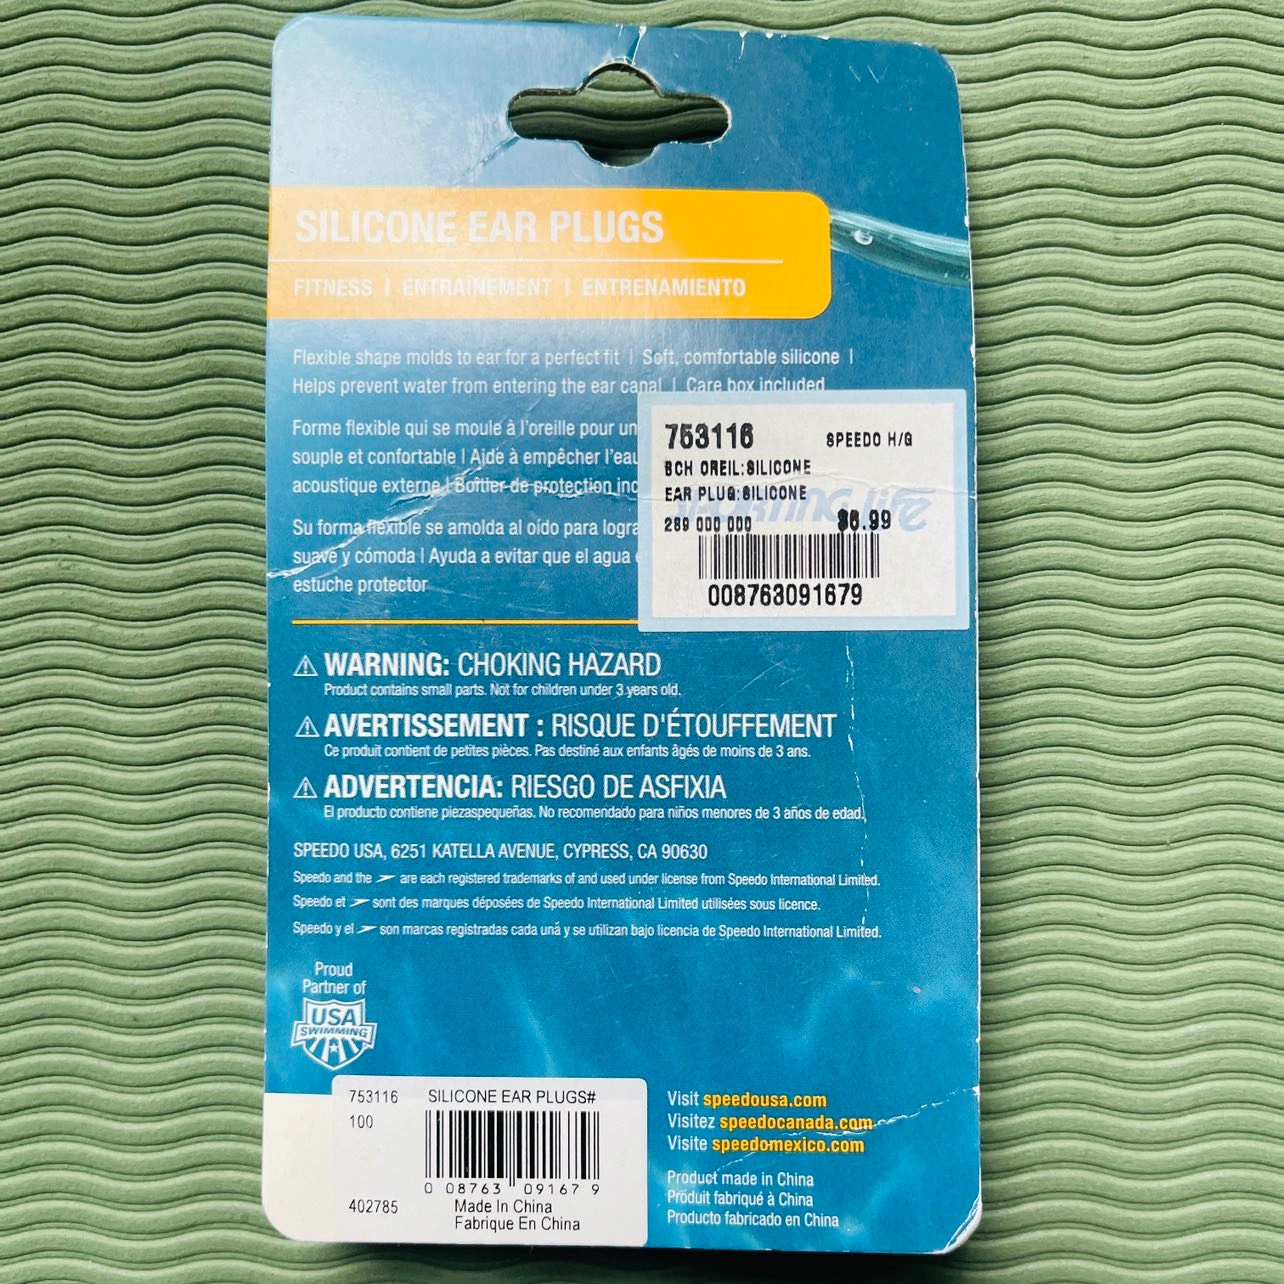 SILICONE EAR PLUGS
FITNESS | ENTRAÎNEMENT | ENTRENAMIENTO
Flexible shape molds to ear for a perfect fit | Soft, comfortable silicone |
Helps prevent water from entering the ear canal | Care box included
Forme flexible qui se moule à l'oreille pour un
souple et confortable | Aide à empêcher l'eau
acoustique externe | Boîtier de protection inc
Su forma flexible se amolda al oído para logra
suave y cómoda | Ayuda a evitar que el agua
estuche protector
753116 SPEEDO H/G
BCH OREIL:SILICONE
EAR PLUG:SILICONE
sporting life
289 000 000 $6.99
008763091679
WARNING: CHOKING HAZARD
Product contains small parts. Not for children under 3 years old.
AVERTISSEMENT : RISQUE D'ÉTOUFFEMENT
Ce produit contient de petites pièces. Pas destiné aux enfants âgés de moins de 3 ans.
ADVERTENCIA: RIESGO DE ASFIXIA
El producto contiene piezaspequeñas. No recomendado para niños menores de 3 años de edad.
SPEEDO USA, 6251 KATELLA AVENUE, CYPRESS, CA 90630
Speedo and the are each registered trademarks of and used under license from Speedo International Limited.
Speedo et sont des marques déposées de Speedo International Limited utilisées sous licence.
Speedo y el son marcas registradas cada una y se utilizan bajo licencia de Speedo International Limited.
Proud
Partner of
USA
SWIMMING
753116 SILICONE EAR PLUGS#
100
0 08763 09167 9
402785 Made In China
Fabrique En China
Visit speedousa.com
Visitez speedocanada.com
Visite speedomexico.com
Product made in China
Produit fabriqué à China
Producto fabricado en China